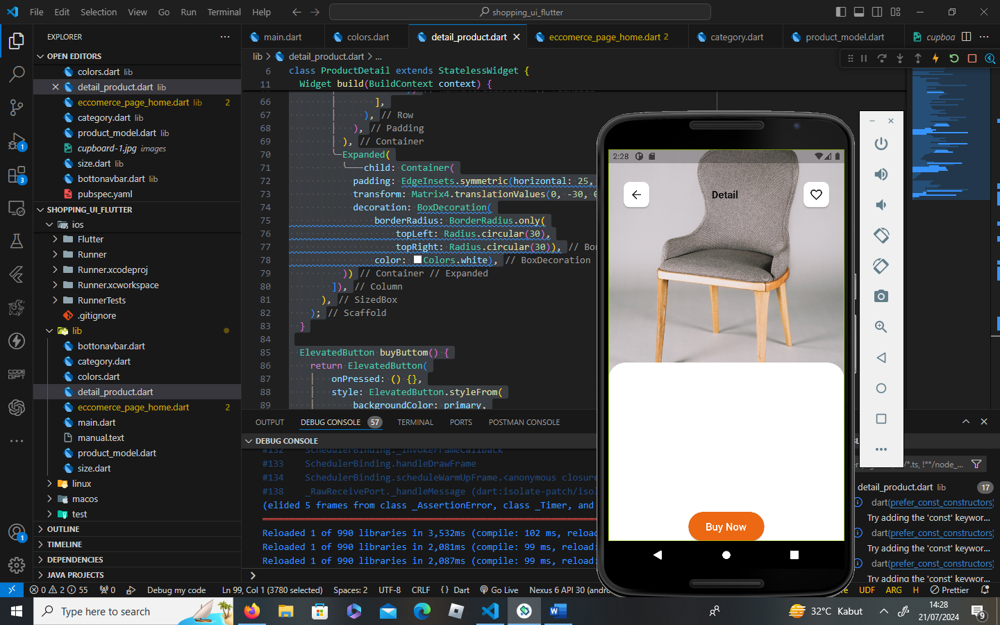 File Edit Selection View Go Run Terminal Help
shopping_ui_flutter
EXPLORER
main.dart
colors.dart
detail_product.dart
eccomerce_page_home.dart 2
category.dart
product_model.dart
cupboa
OPEN EDITORS
lib > detail_product.dart > ...
colors.dart lib
detail_product.dart lib
eccomerce_page_home.dart lib 2
category.dart lib
product_model.dart lib
cupboard-1.jpg images
size.dart lib
bottonavbar.dart lib
pubspec.yaml
SHOPPING_UI_FLUTTER
ios
Flutter
Runner
Runner.xcodeproj
Runner.xcworkspace
RunnerTests
.gitignore
lib
bottonavbar.dart
category.dart
colors.dart
detail_product.dart
eccomerce_page_home.dart 2
main.dart
manual.text
product_model.dart
size.dart
linux
macos
test
OUTLINE
TIMELINE
DEPENDENCIES
JAVA PROJECTS
1
3
1
6 class ProductDetail extends StatelessWidget {
11 Widget build(BuildContext context) {
66 ],
67 ), // Row
68 ), // Padding
69 ), // Container
70 Expanded(
71 child: Container(
72 padding: EdgeInsets.symmetric(horizontal: 25,
73 transform: Matrix4.translationValues(0, -30, 0
74 decoration: BoxDecoration(
75 borderRadius: BorderRadius.only(
76 topLeft: Radius.circular(30),
77 topRight: Radius.circular(30)), // Bor
78 color: Colors.white), // BoxDecoration
79 )) // Container // Expanded
80 ]), // Column
81 ), // SizedBox
82 ); // Scaffold
83 }
84
85 ElevatedButton buyButtom() {
86 return ElevatedButton(
87 onPressed: () {},
88 style: ElevatedButton.styleFrom(
89 backgroundColor: primary,
OUTPUT DEBUG CONSOLE 57 TERMINAL PORTS POSTMAN CONSOLE
DEBUG CONSOLE
#132 SchedulerBinding._invokeFrameCallback
#133 SchedulerBinding.handleDrawFrame
#134 SchedulerBinding.scheduleWarmUpFrame.<anonymous closure
#138 _RawReceivePort._handleMessage (dart:isolate-patch/isol
(elided 5 frames from class _AssertionError, class _Timer, and
Reloaded 1 of 990 libraries in 3,532ms (compile: 102 ms, reload
Reloaded 1 of 990 libraries in 2,081ms (compile: 99 ms, reload:
Reloaded 1 of 990 libraries in 2,087ms (compile: 99 ms, reload:
2:28
Detail
Buy Now
/*.ts, !**/node_...
detail_product.dart lib 17
dart(prefer_const_constructors)
Try adding the 'const' keywor...
dart(prefer_const_constructors)
Try adding the 'const' keywor...
dart(prefer_const_constructors)
Try adding the 'const' keywor...
0 2 55 0 Debug my code Ln 99, Col 1 (3780 selected) Spaces: 2 UTF-8 CRLF {} Dart Go Live Nexus 6 API 30 (andro UDF ARG H Prettier
Type here to search
32°C Kabut
14:28
21/07/2024
9